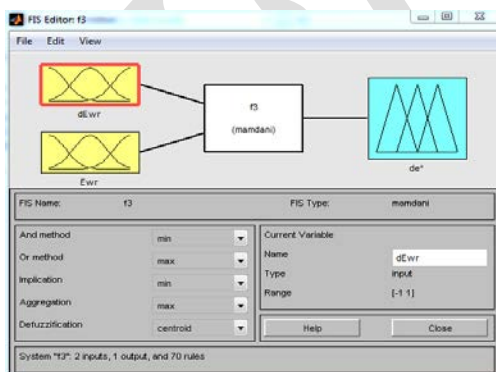 FIS Editor: f3
File Edit View
dEwr
f3
(mamdani)
Ewr
de*
FIS Name: f3 FIS Type: mamdani
And method min
Or method max
Implication min
Aggregation max
Defuzzification centroid
Current Variable
Name dEwr
Type input
Range [-1 1]
Help Close
System "f3": 2 inputs, 1 output, and 70 rules